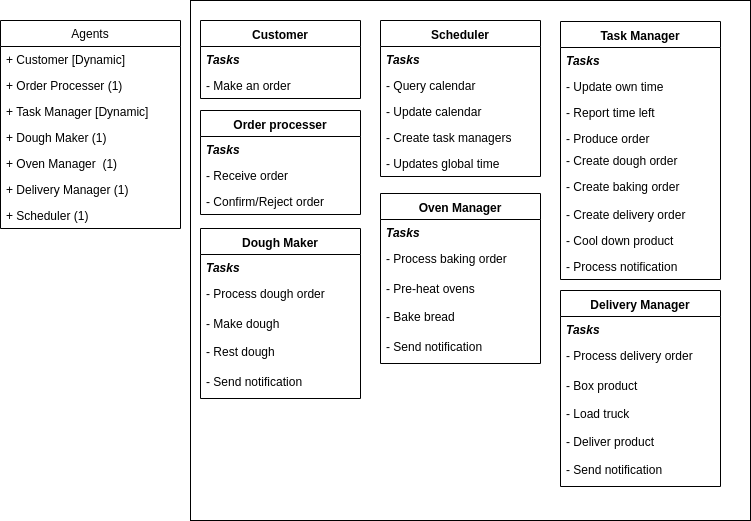 Agents
+ Customer [Dynamic]
+ Order Processer (1)
+ Task Manager [Dynamic]
+ Dough Maker (1)
+ Oven Manager  (1)
+ Delivery Manager (1)
+ Scheduler (1)
Customer
Tasks
- Make an order
Order processer
Tasks
- Receive order
- Confirm/Reject order
Dough Maker
Tasks
- Process dough order
- Make dough
- Rest dough
- Send notification
Scheduler
Tasks
- Query calendar
- Update calendar
- Create task managers
- Updates global time
Oven Manager
Tasks
- Process baking order
- Pre-heat ovens
- Bake bread
- Send notification
Task Manager
Tasks
- Update own time
- Report time left
- Produce order
- Create dough order
- Create baking order
- Create delivery order
- Cool down product
- Process notification
Delivery Manager
Tasks
- Process delivery order
- Box product
- Load truck
- Deliver product
- Send notification